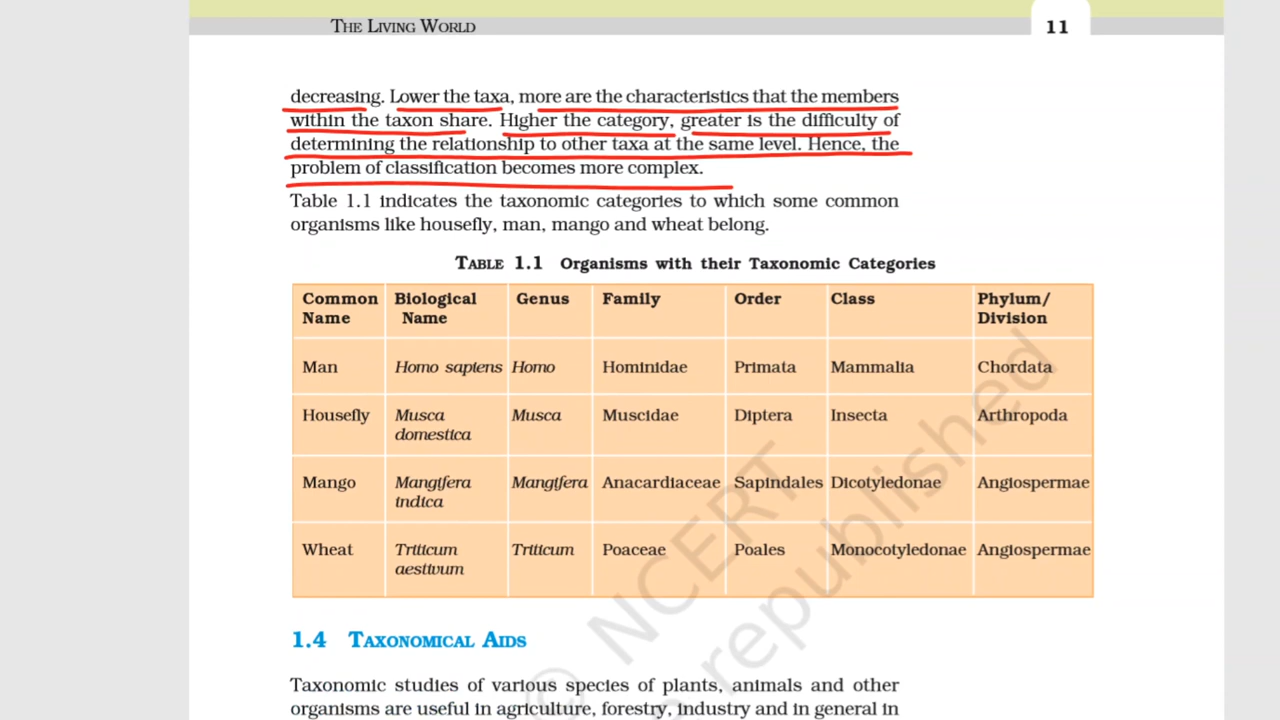 THE LIVING WORLD 11
decreasing. Lower the taxa, more are the characteristics that the members
within the taxon share. Higher the category, greater is the difficulty of
determining the relationship to other taxa at the same level. Hence, the
problem of classification becomes more complex.
Table 1.1 indicates the taxonomic categories to which some common
organisms like housefly, man, mango and wheat belong.
TABLE 1.1 Organisms with their Taxonomic Categories
Common Name Biological Name Genus Family Order Class Phylum/ Division
Man Homo sapiens Homo Hominidae Primata Mammalia Chordata
Housefly Musca domestica Musca Muscidae Diptera Insecta Arthropoda
Mango Mangifera indica Mangifera Anacardiaceae Sapindales Dicotyledonae Angiospermae
Wheat Triticum aestivum Triticum Poaceae Poales Monocotyledonae Angiospermae
1.4 TAXONOMICAL AIDS
Taxonomic studies of various species of plants, animals and other
organisms are useful in agriculture, forestry, industry and in general in
© NCERT
republished